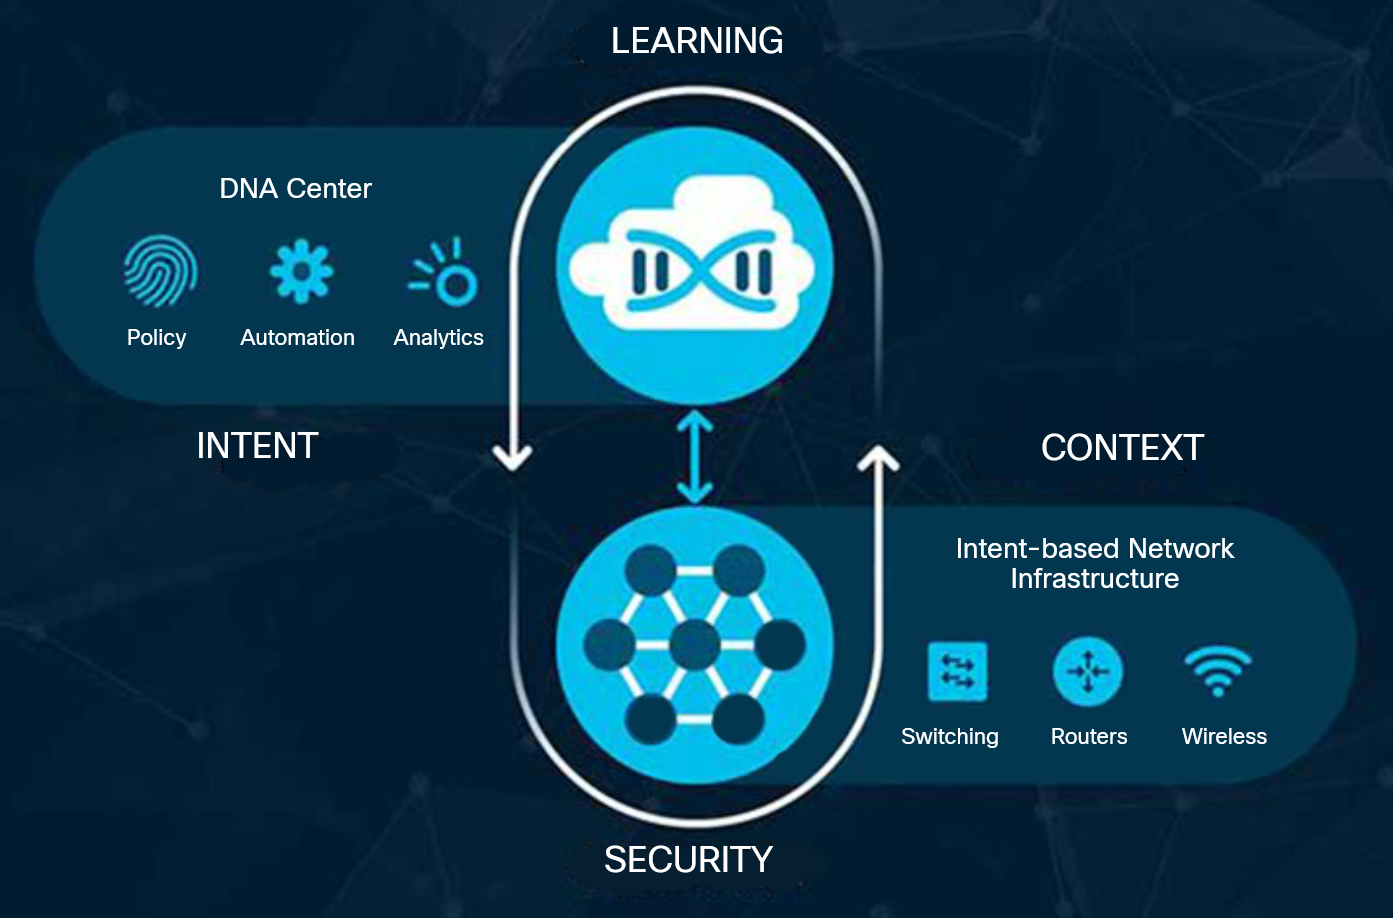 LEARNING
DNA Center
Policy
Automation
Analytics
INTENT
CONTEXT
Intent-based Network
Infrastructure
Switching
Routers
Wireless
SECURITY